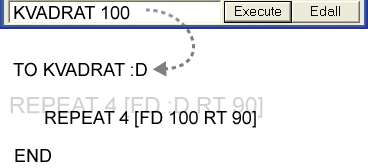 KVADRAT 100 Execute Edall
TO KVADRAT :D
REPEAT 4 [FD :D RT 90]
REPEAT 4 [FD 100 RT 90]
END